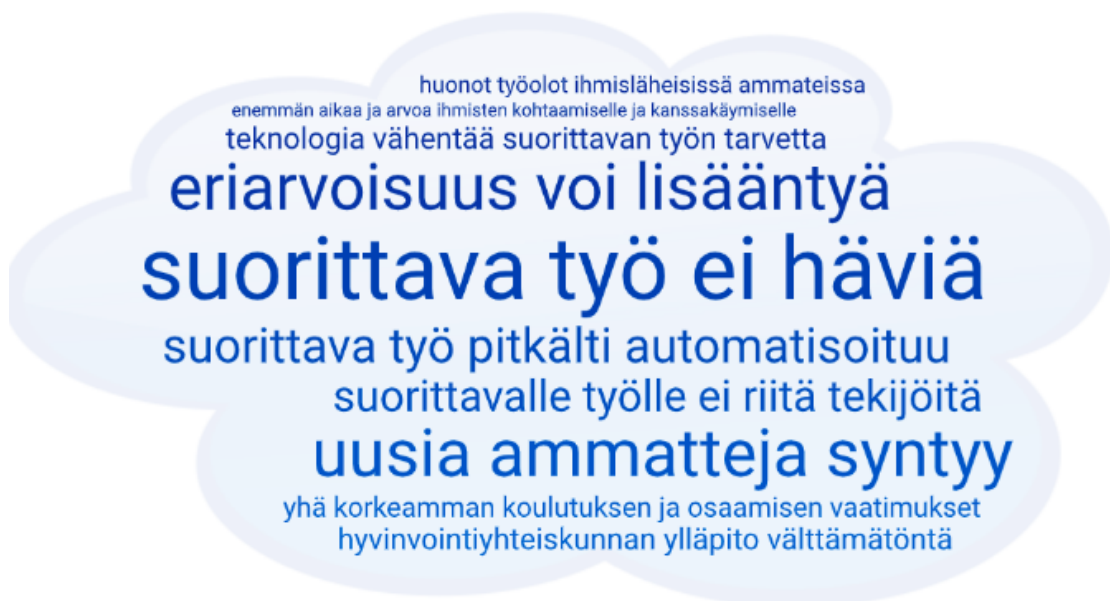 huonot työolot ihmisläheisissä ammateissa
enemmän aikaa ja arvoa ihmisten kohtaamiselle ja kanssakäymiselle
teknologia vähentää suorittavan työn tarvetta
eriarvoisuus voi lisääntyä
suorittava työ ei häviä
suorittava työ pitkälti automatisoituu
suorittavalle työlle ei riitä tekijöitä
uusia ammatteja syntyy
yhä korkeamman koulutuksen ja osaamisen vaatimukset
hyvinvointiyhteiskunnan ylläpito välttämätöntä